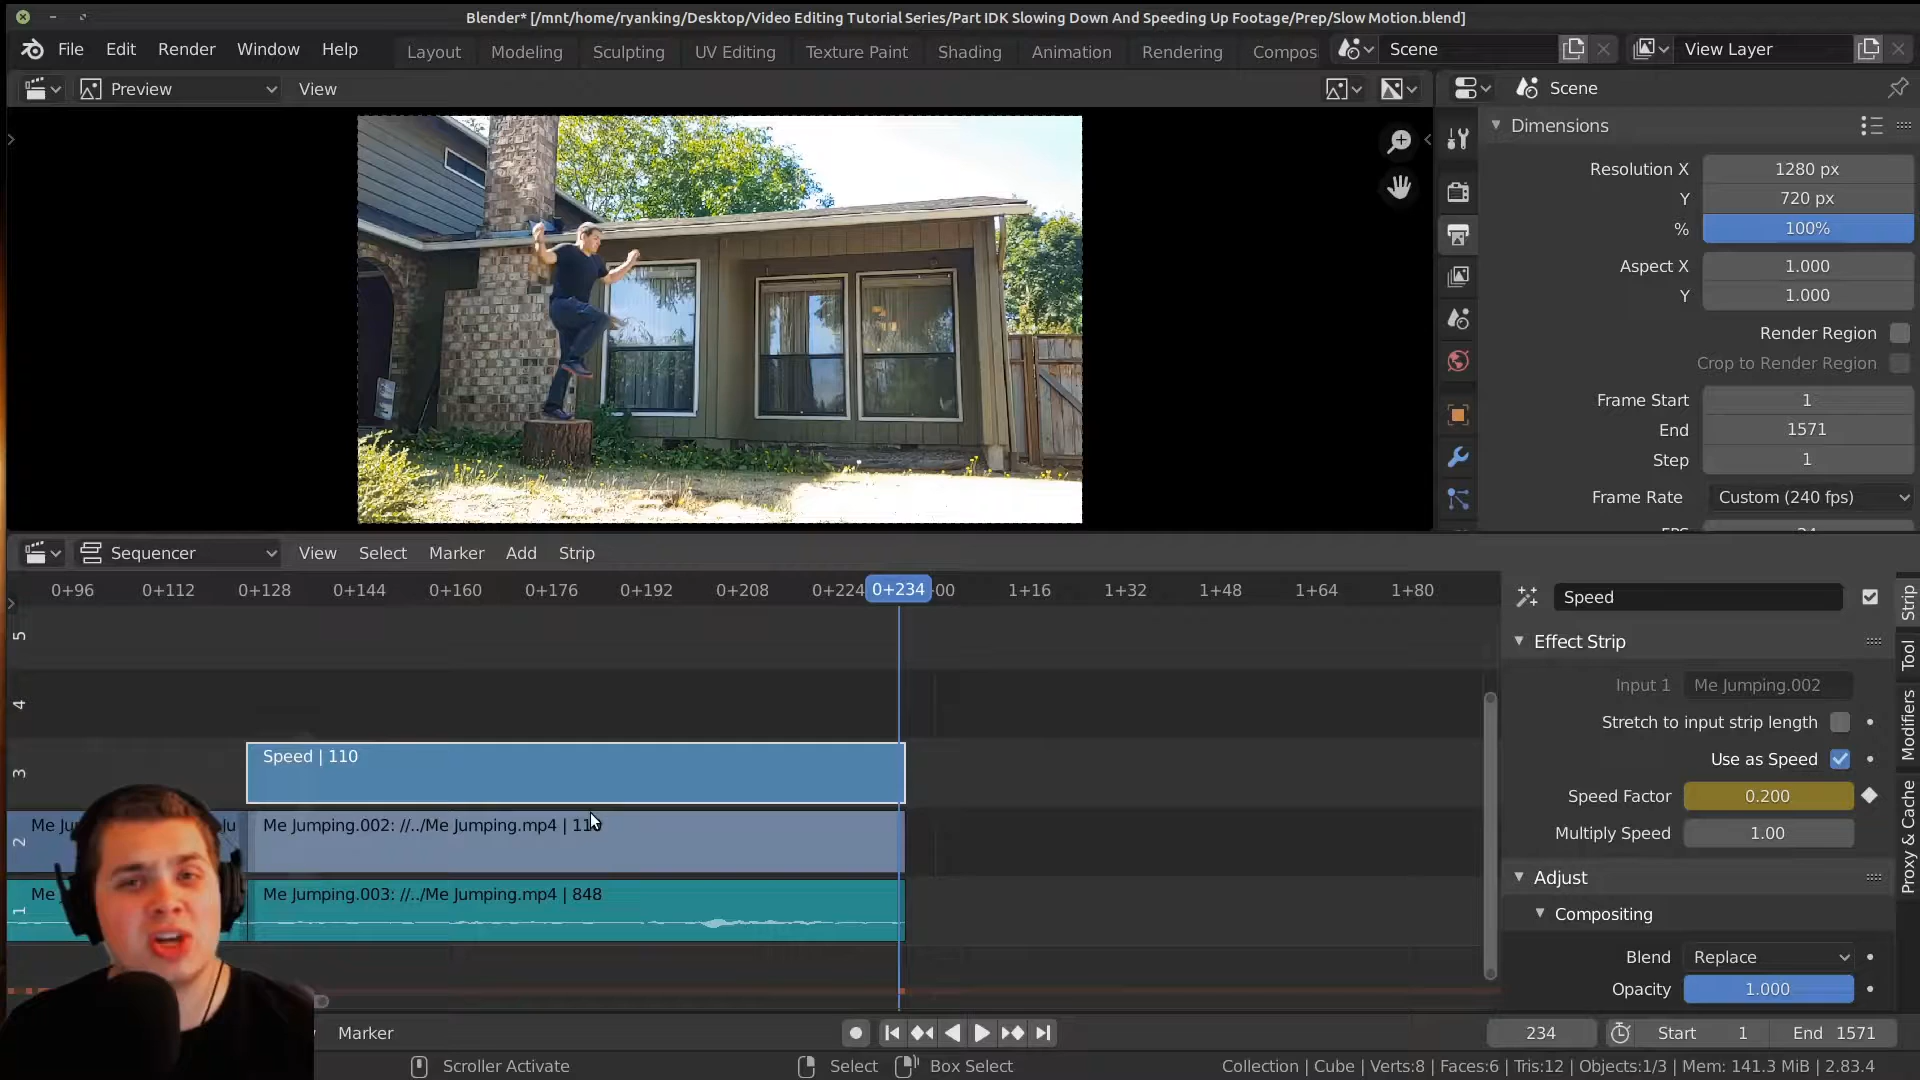 Blender* [/mnt/home/ryanking/Desktop/Video Editing Tutorial Series/Part IDK Slowing Down And Speeding Up Footage/Prep/Slow Motion.blend]
File Edit Render Window Help Layout Modeling Sculpting UV Editing Texture Paint Shading Animation Rendering Compos Scene View Layer
Preview View Scene
Dimensions
Resolution X 1280 px
Y 720 px
% 100%
Aspect X 1.000
Y 1.000
Render Region
Crop to Render Region
Frame Start 1
End 1571
Step 1
Frame Rate Custom (240 fps)
Sequencer View Select Marker Add Strip
0+96 0+112 0+128 0+144 0+160 0+176 0+192 0+208 0+224 0+234 +00 1+16 1+32 1+48 1+64 1+80
5
4
3
2
1
Speed | 110
Me Ju Ju Me Jumping.002: //../Me Jumping.mp4 | 110
Me Me Jumping.003: //../Me Jumping.mp4 | 848
Speed
Effect Strip
Input 1 Me Jumping.002
Stretch to input strip length
Use as Speed
Speed Factor 0.200
Multiply Speed 1.00
Adjust
Compositing
Blend Replace
Opacity 1.000
Strip
Tool
Modifiers
Proxy & Cache
Marker 234 Start 1 End 1571
Scroller Activate Select Box Select Collection | Cube | Verts:8 | Faces:6 | Tris:12 | Objects:1/3 | Mem: 141.3 MiB | 2.83.4